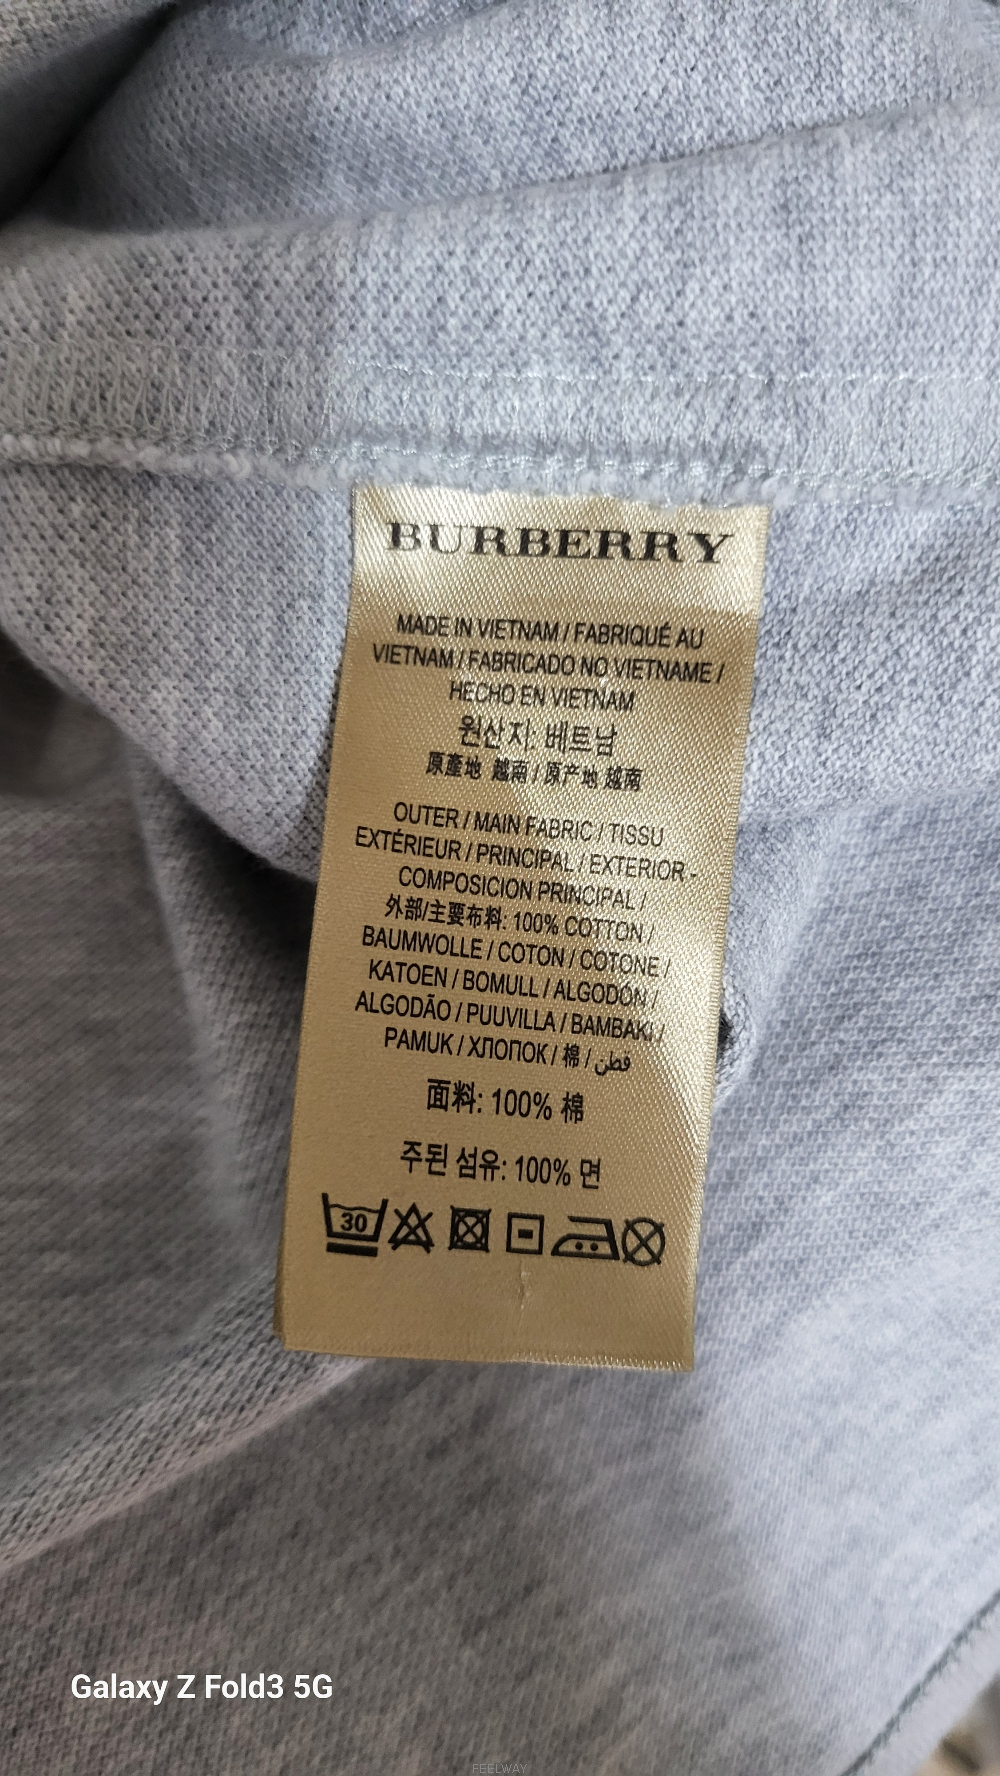 BURBERRY
MADE IN VIETNAM / FABRIQUÉ AU
VIETNAM / FABRICADO NO VIETNAME /
HECHO EN VIETNAM
원산지: 베트남
原產地 越南 / 原产地 越南
OUTER / MAIN FABRIC / TISSU
EXTÉRIEUR / PRINCIPAL / EXTERIOR -
COMPOSICION PRINCIPAL /
外部/主要布料: 100% COTTON /
BAUMWOLLE / COTON / COTONE /
KATOEN / BOMULL / ALGODÓN /
ALGODÃO / PUUVILLA / BAMBAKI /
PAMUK / ХЛОПОК / 棉 / قطن
面料: 100% 棉
주된 섬유: 100% 면
30
Galaxy Z Fold3 5G
FEELWAY